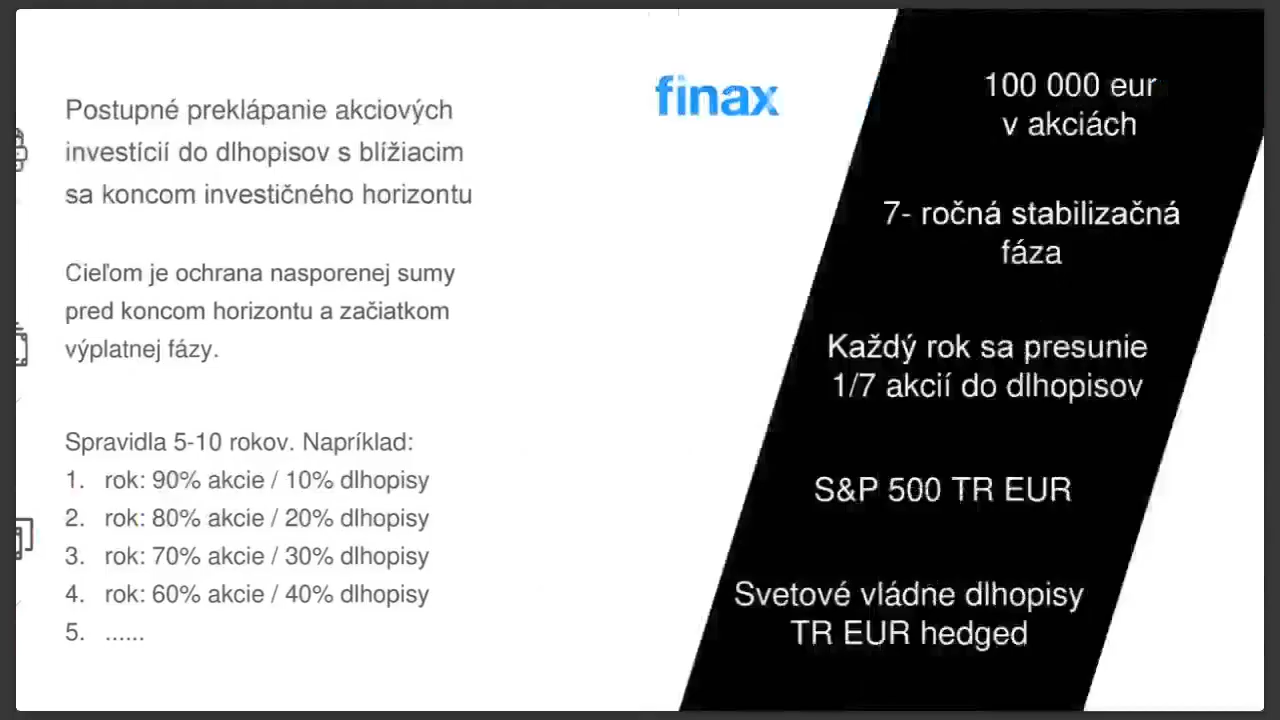 Postupné preklápanie akciových
investícií do dlhopisov s blížiacim
sa koncom investičného horizontu
Cieľom je ochrana nasporenej sumy
pred koncom horizontu a začiatkom
výplatnej fázy.
Spravidla 5-10 rokov. Napríklad:
1. rok: 90% akcie / 10% dlhopisy
2. rok: 80% akcie / 20% dlhopisy
3. rok: 70% akcie / 30% dlhopisy
4. rok: 60% akcie / 40% dlhopisy
5. ......
finax
100 000 eur
v akciách
7- ročná stabilizačná
fáza
Každý rok sa presunie
1/7 akcií do dlhopisov
S&P 500 TR EUR
Svetové vládne dlhopisy
TR EUR hedged